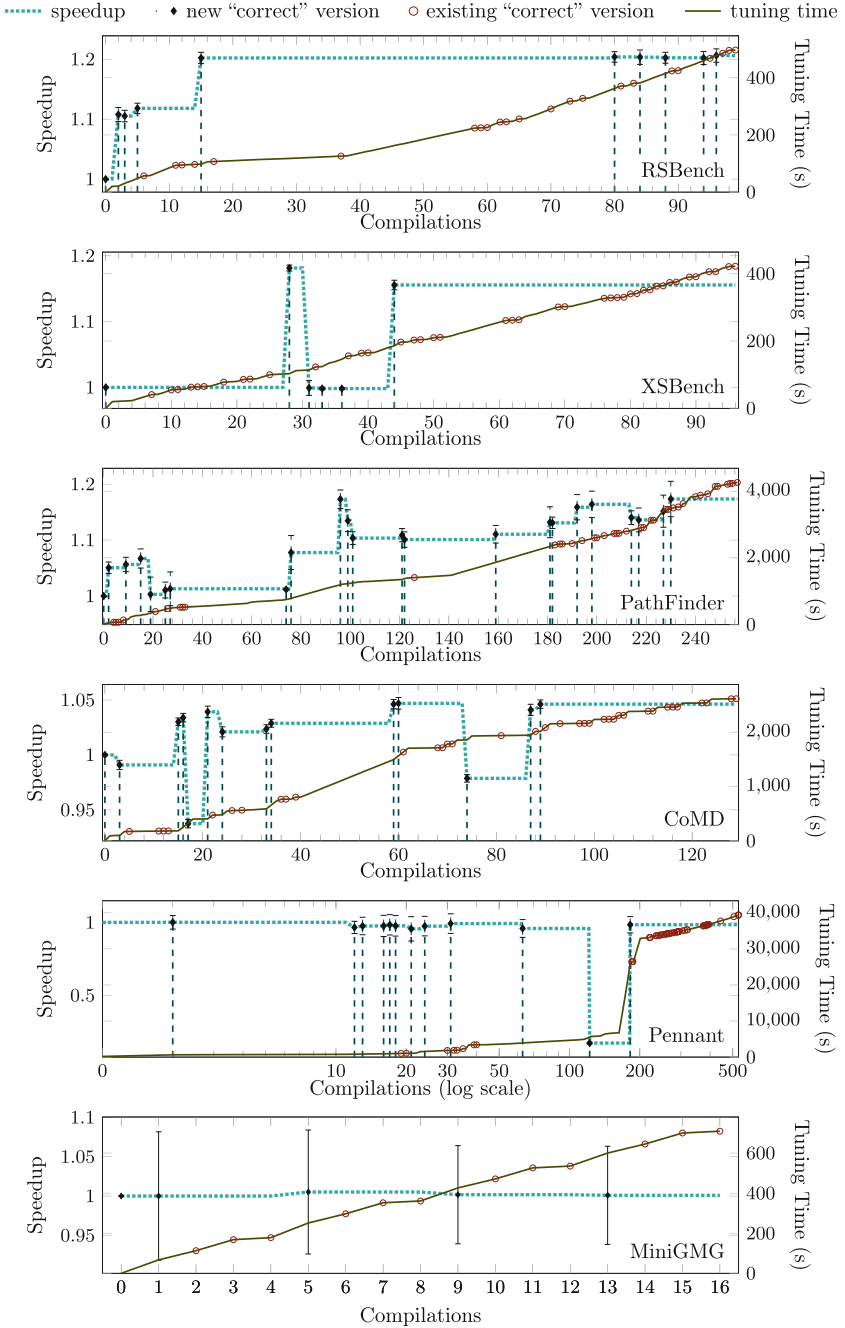 speedup new “correct” version existing “correct” version tuning time
1.2
1.1
1
Speedup
400
200
0
Tuning Time (s)
RSBench
0 10 20 30 40 50 60 70 80 90
Compilations
1.2
1.1
1
Speedup
400
200
0
Tuning Time (s)
XSBench
0 10 20 30 40 50 60 70 80 90
Compilations
1.2
1.1
1
Speedup
4,000
2,000
0
Tuning Time (s)
PathFinder
0 20 40 60 80 100 120 140 160 180 200 220 240
Compilations
1.05
1
0.95
Speedup
2,000
1,000
0
Tuning Time (s)
CoMD
0 20 40 60 80 100 120
Compilations
1
0.5
Speedup
40,000
30,000
20,000
10,000
0
Tuning Time (s)
Pennant
0 10 20 30 50 100 200 500
Compilations (log scale)
1.1
1.05
1
0.95
Speedup
600
400
200
0
Tuning Time (s)
MiniGMG
0 1 2 3 4 5 6 7 8 9 10 11 12 13 14 15 16
Compilations